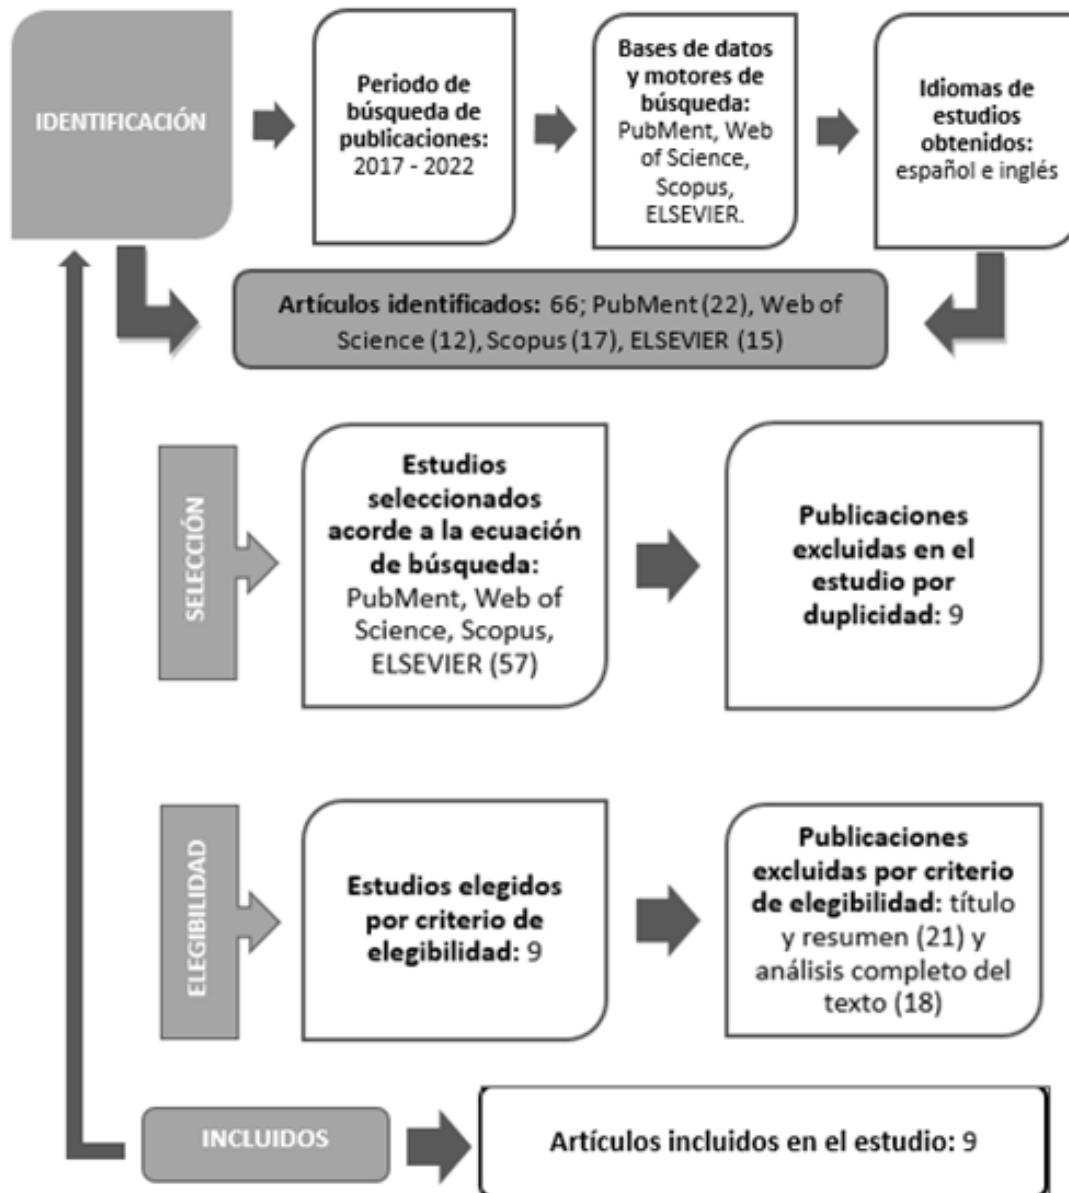 IDENTIFICACIÓN
Periodo de
búsqueda de
publicaciones:
2017 - 2022
Bases de datos
y motores de
búsqueda:
PubMent, Web
of Science,
Scopus,
ELSEVIER.
Idiomas de
estudios
obtenidos:
español e inglés
Artículos identificados: 66; PubMent (22), Web of
Science (12), Scopus (17), ELSEVIER (15)
SELECCIÓN
Estudios
seleccionados
acorde a la ecuación
de búsqueda:
PubMent, Web of
Science, Scopus,
ELSEVIER (57)
Publicaciones
excluidas en el
estudio por
duplicidad: 9
ELEGIBILIDAD
Estudios elegidos
por criterio de
elegibilidad: 9
Publicaciones
excluidas por criterio
de elegibilidad: título
y resumen (21) y
análisis completo del
texto (18)
INCLUIDOS
Artículos incluidos en el estudio: 9